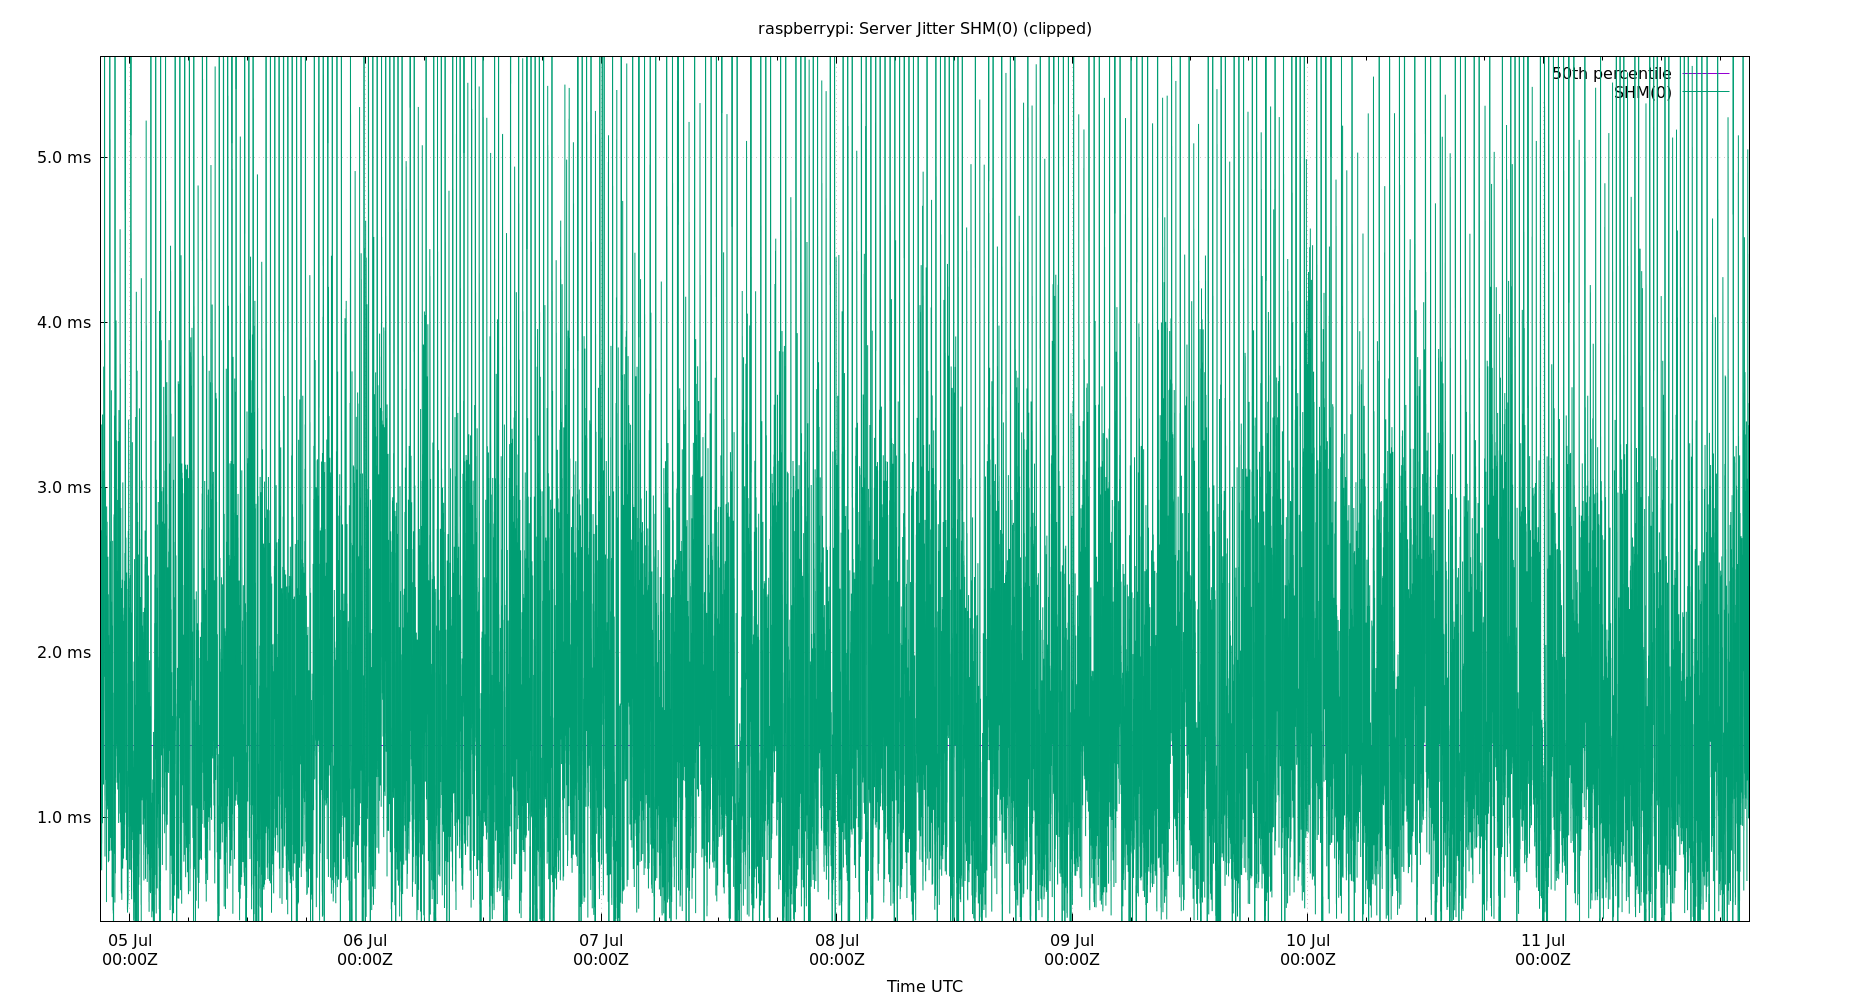 raspberrypi: Server Jitter SHM(0) (clipped)
50th percentile
SHM(0)
5.0 ms
4.0 ms
3.0 ms
2.0 ms
1.0 ms
05 Jul 06 Jul 07 Jul 08 Jul 09 Jul 10 Jul 11 Jul
00:00Z 00:00Z 00:00Z 00:00Z 00:00Z 00:00Z 00:00Z
Time UTC